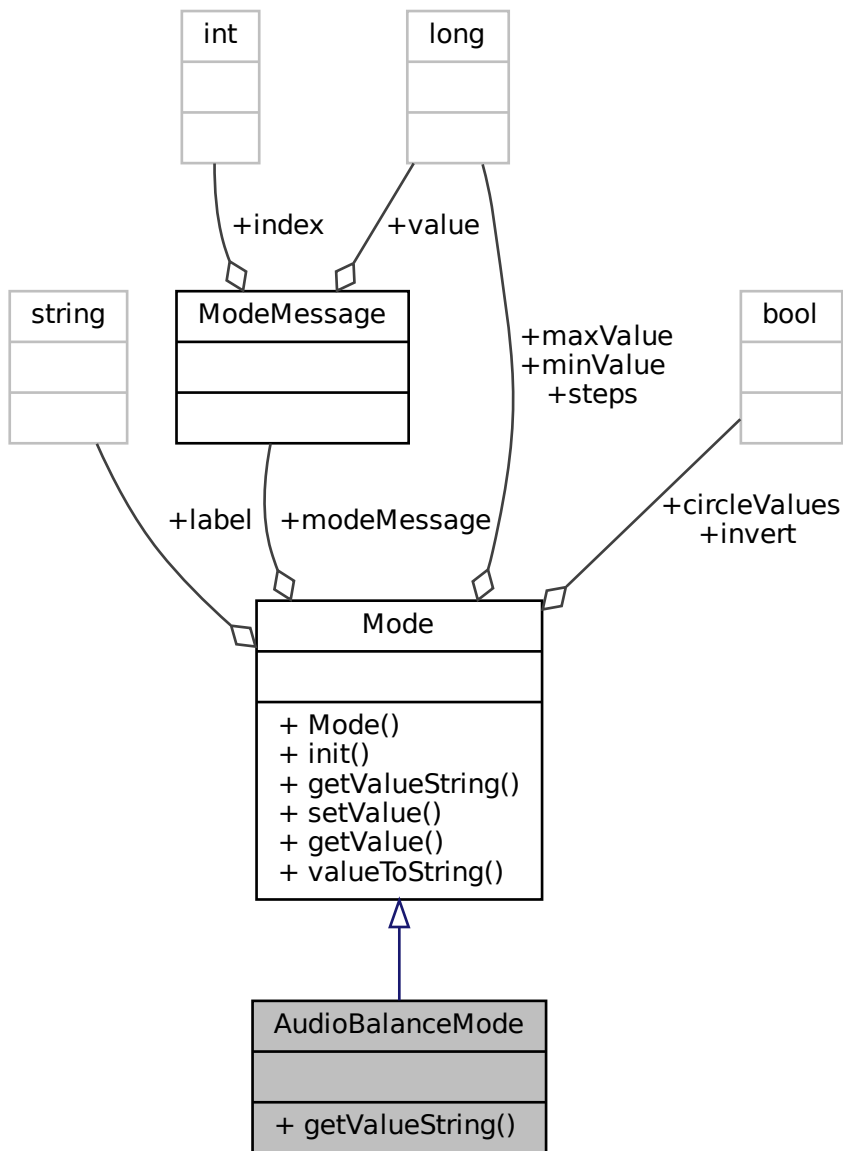 int
long
+index
+value
string
ModeMessage
bool
+maxValue
+minValue
+steps
+label
+modeMessage
+circleValues
+invert
Mode
+ Mode()
+ init()
+ getValueString()
+ setValue()
+ getValue()
+ valueToString()
AudioBalanceMode
+ getValueString()